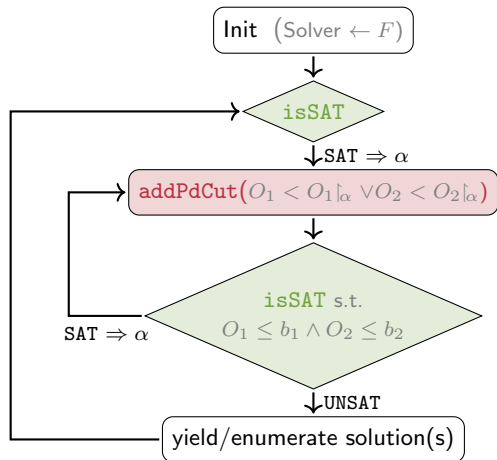 Init (Solver ← F)
isSAT
SAT ⇒ α
addPdCut(O₁ < O₁↾α ∨O₂ < O₂↾α)
isSAT s.t.
O₁ ≤ b₁ ∧ O₂ ≤ b₂
SAT ⇒ α
UNSAT
yield/enumerate solution(s)